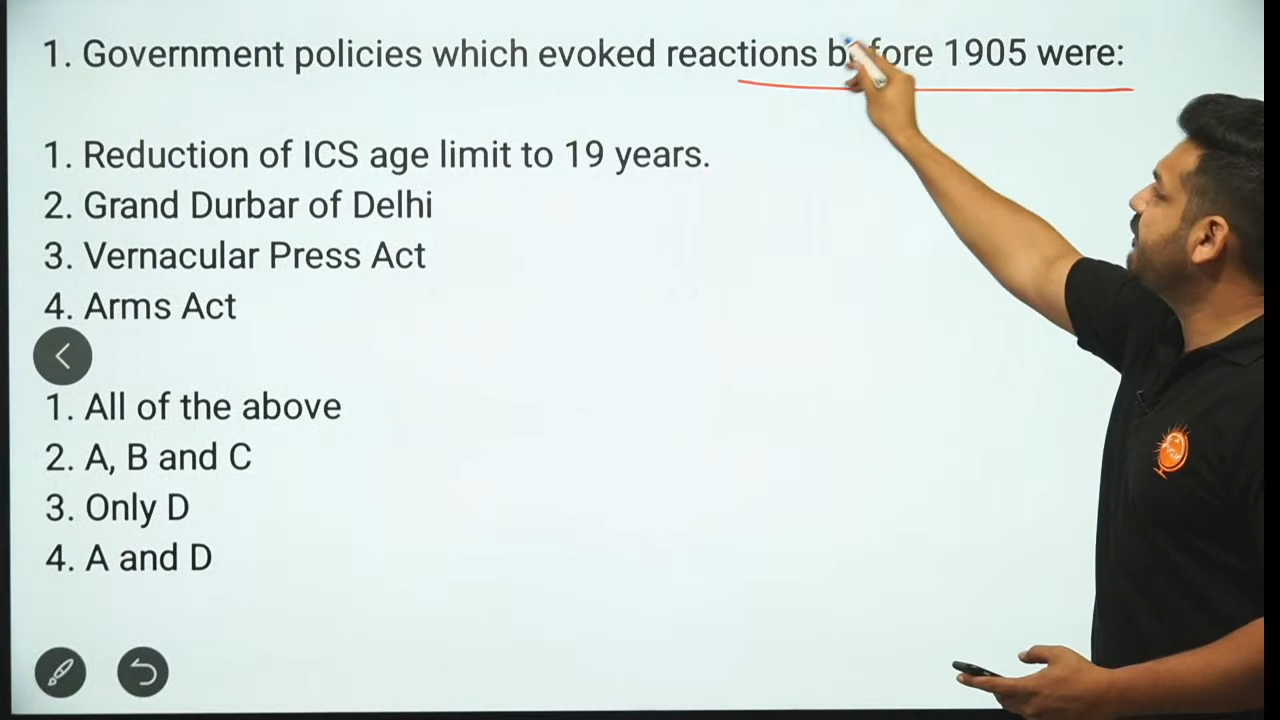 1. Government policies which evoked reactions before 1905 were:
1. Reduction of ICS age limit to 19 years.
2. Grand Durbar of Delhi
3. Vernacular Press Act
4. Arms Act
1. All of the above
2. A, B and C
3. Only D
4. A and D